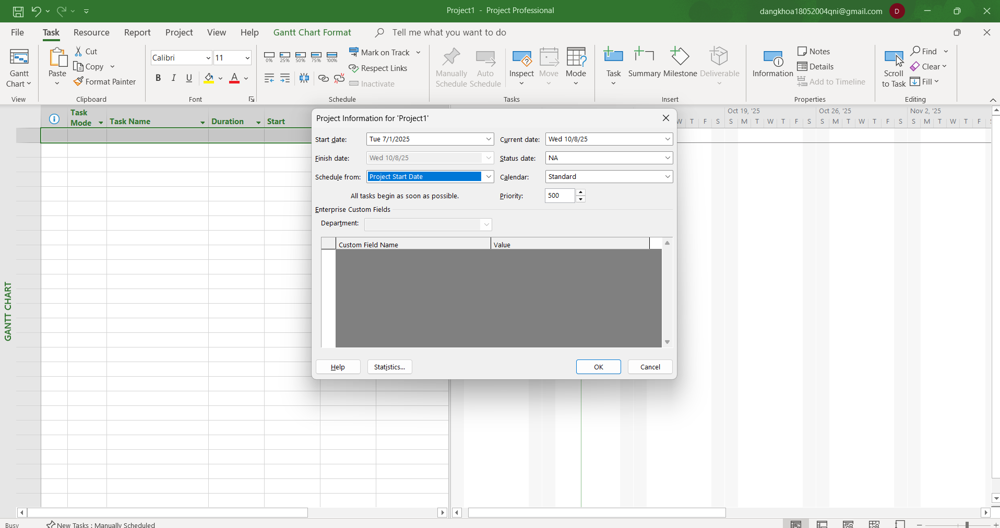 Project1 - Project Professional
dangkhoa18052004qni@gmail.com
D
File Task Resource Report Project View Help Gantt Chart Format Tell me what you want to do
Gantt
Chart
View
Paste
Cut
Copy
Format Painter
Clipboard
Calibri 11
B I U A
Font
0% 25% 50% 75% 100%
Mark on Track
Respect Links
Inactivate
Schedule
Manually
Schedule
Auto
Schedule
Inspect
Move
Mode
Tasks
Task
Summary
Milestone
Deliverable
Insert
Information
Notes
Details
Add to Timeline
Properties
Scroll
to Task
Find
Clear
Fill
Editing
Task
Mode
Task Name
Duration
Start
Oct 19, '25 Oct 26, '25 Nov 2, '25
W T F S S M T W T F S S M T W T F S S M T W T F
GANTT CHART
Project Information for 'Project1'
Start date: Tue 7/1/2025
Current date: Wed 10/8/25
Finish date: Wed 10/8/25
Status date: NA
Schedule from: Project Start Date
Calendar: Standard
All tasks begin as soon as possible.
Priority: 500
Enterprise Custom Fields
Department:
Custom Field Name Value
Help Statistics... OK Cancel
Busy New Tasks : Manually Scheduled